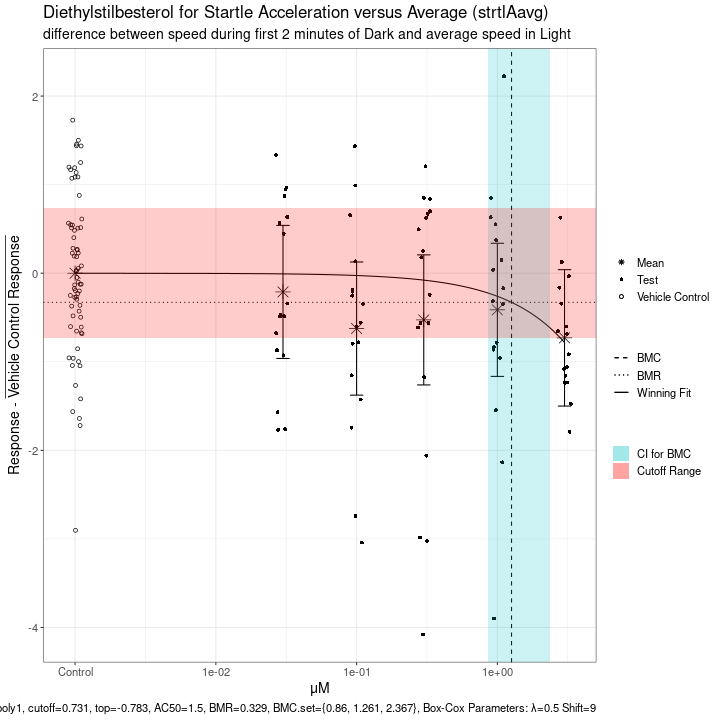 Diethylstilbesterol for Startle Acceleration versus Average (strtlAavg)
difference between speed during first 2 minutes of Dark and average speed in Light
Response - Vehicle Control Response
2
0
-2
-4
Control
1e-02
1e-01
1e+00
μM
Mean
Test
Vehicle Control
BMC
BMR
Winning Fit
CI for BMC
Cutoff Range
poly1, cutoff=0.731, top=-0.783, AC50=1.5, BMR=0.329, BMC.set={0.86, 1.261, 2.367}, Box-Cox Parameters: λ=0.5 Shift=9